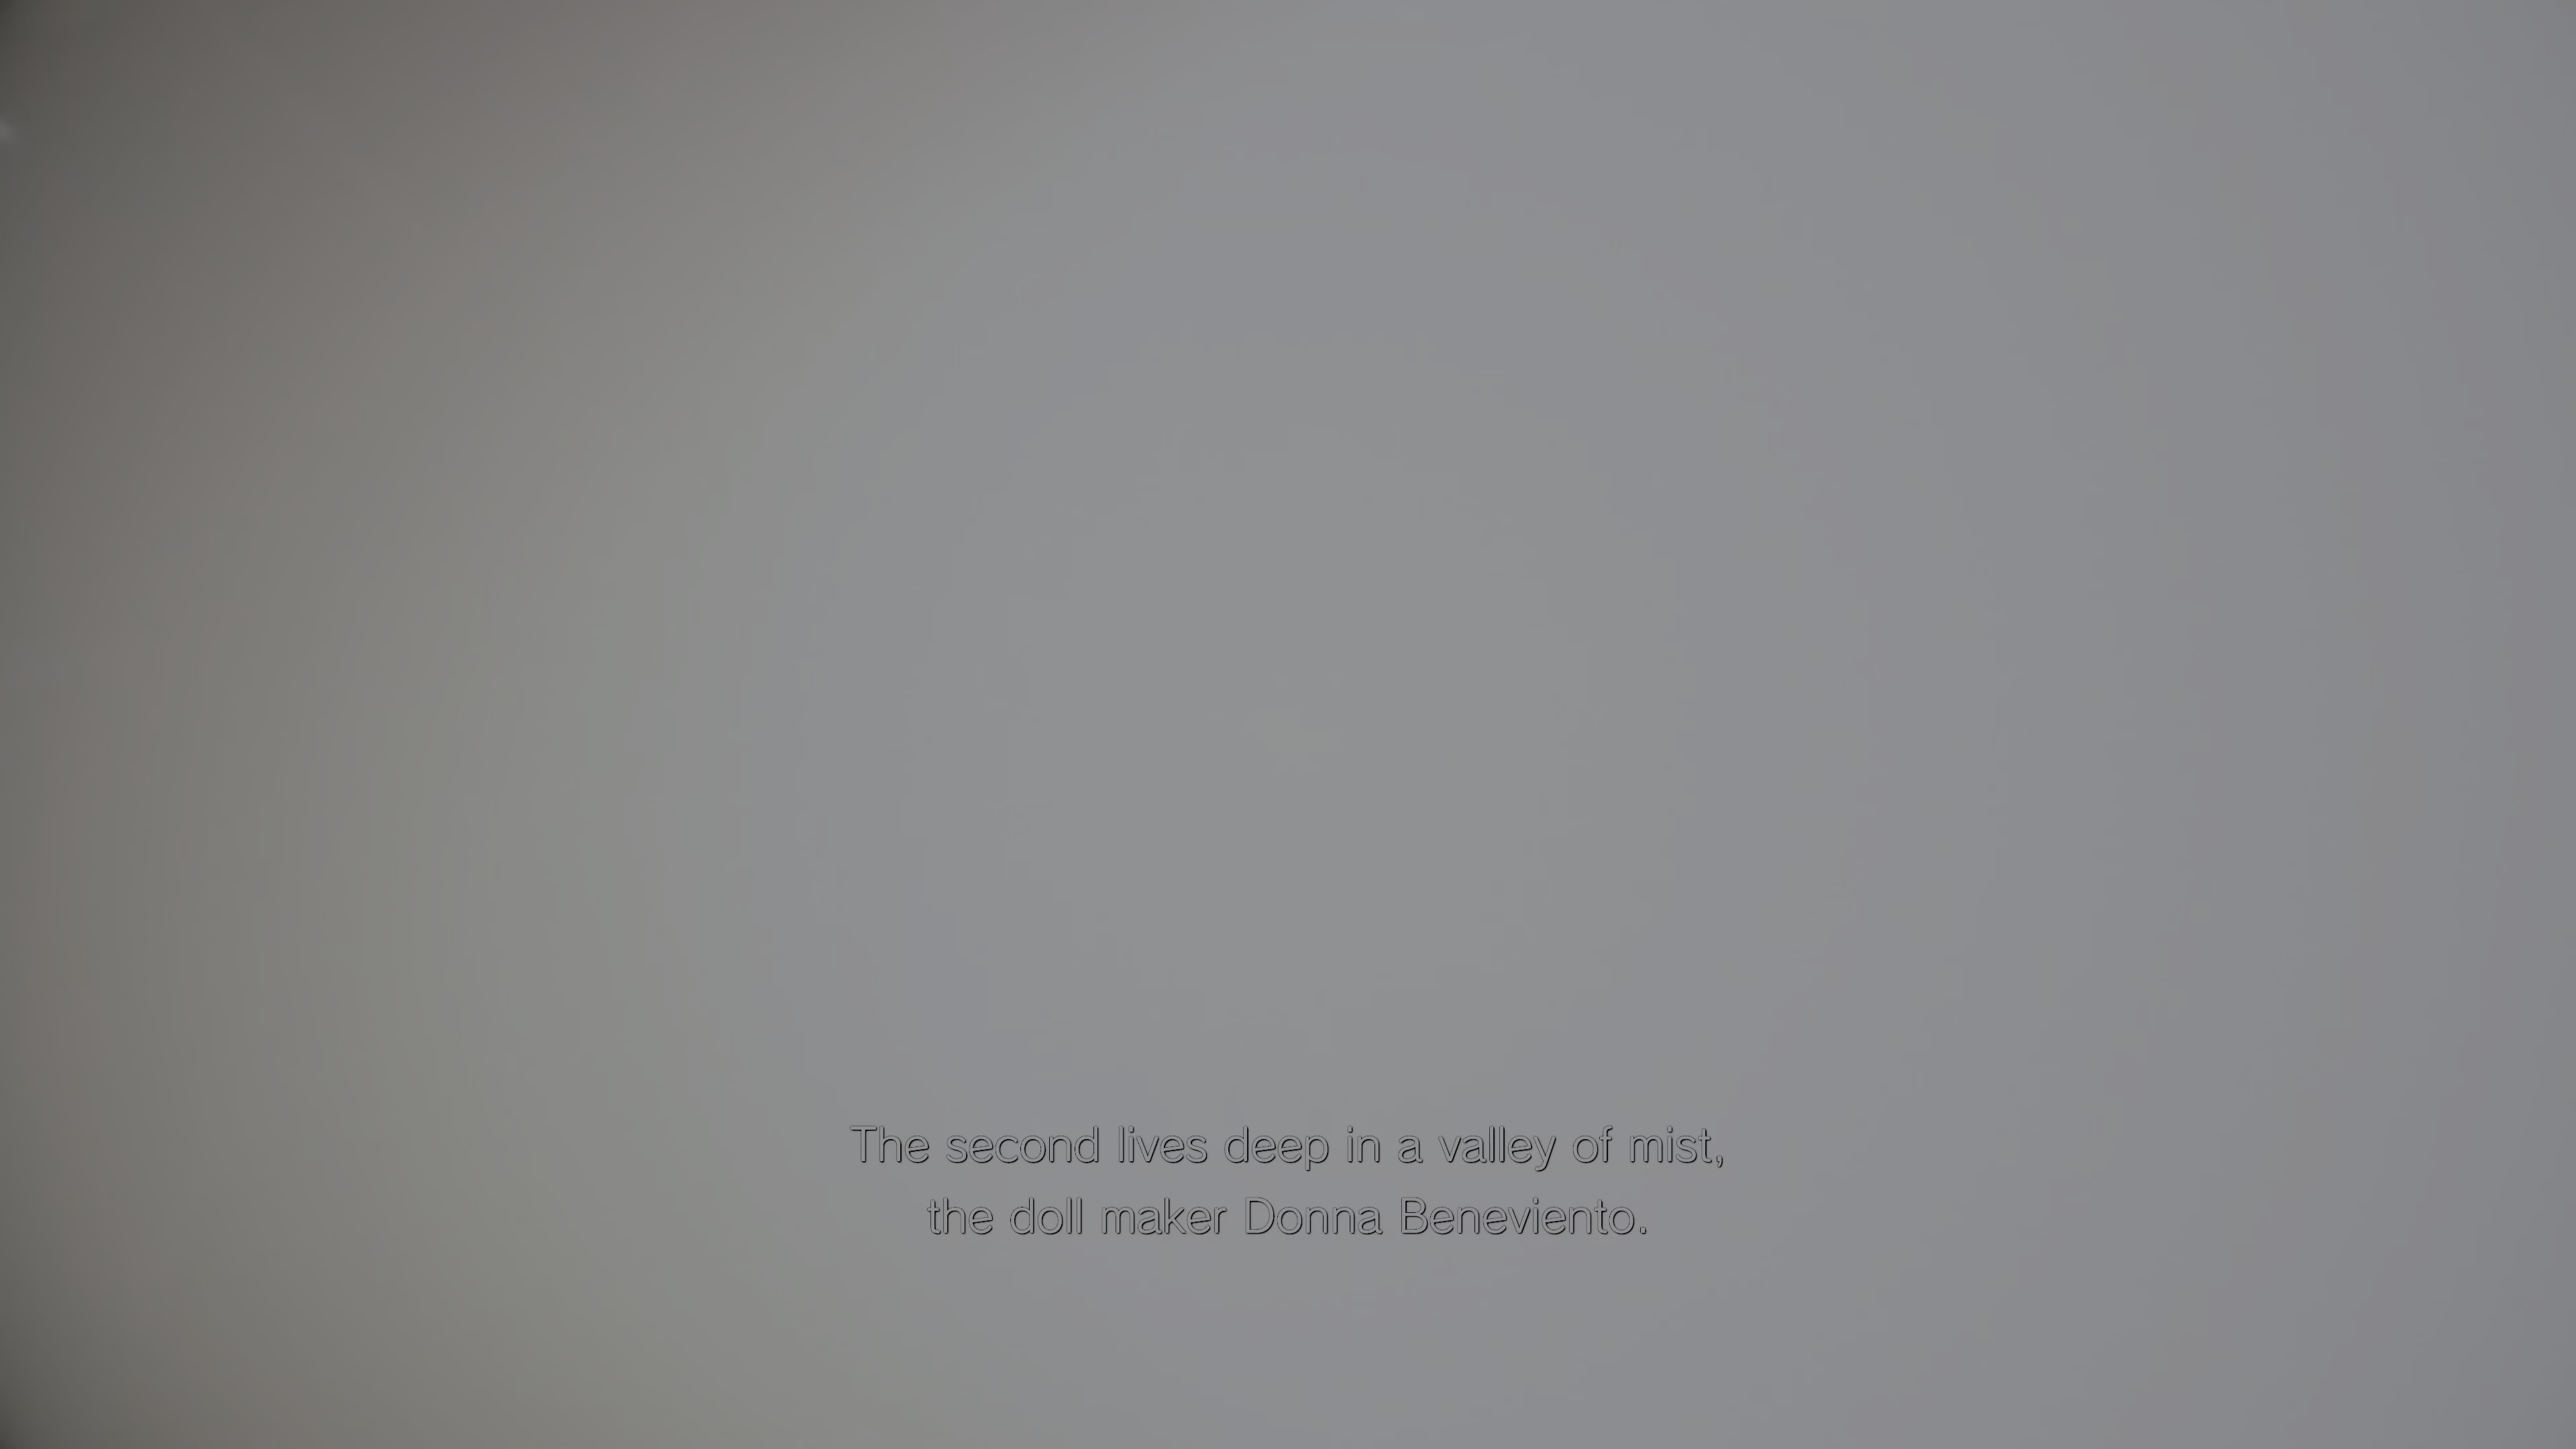 The second lives deep in a valley of mist,
the doll maker Donna Beneviento.